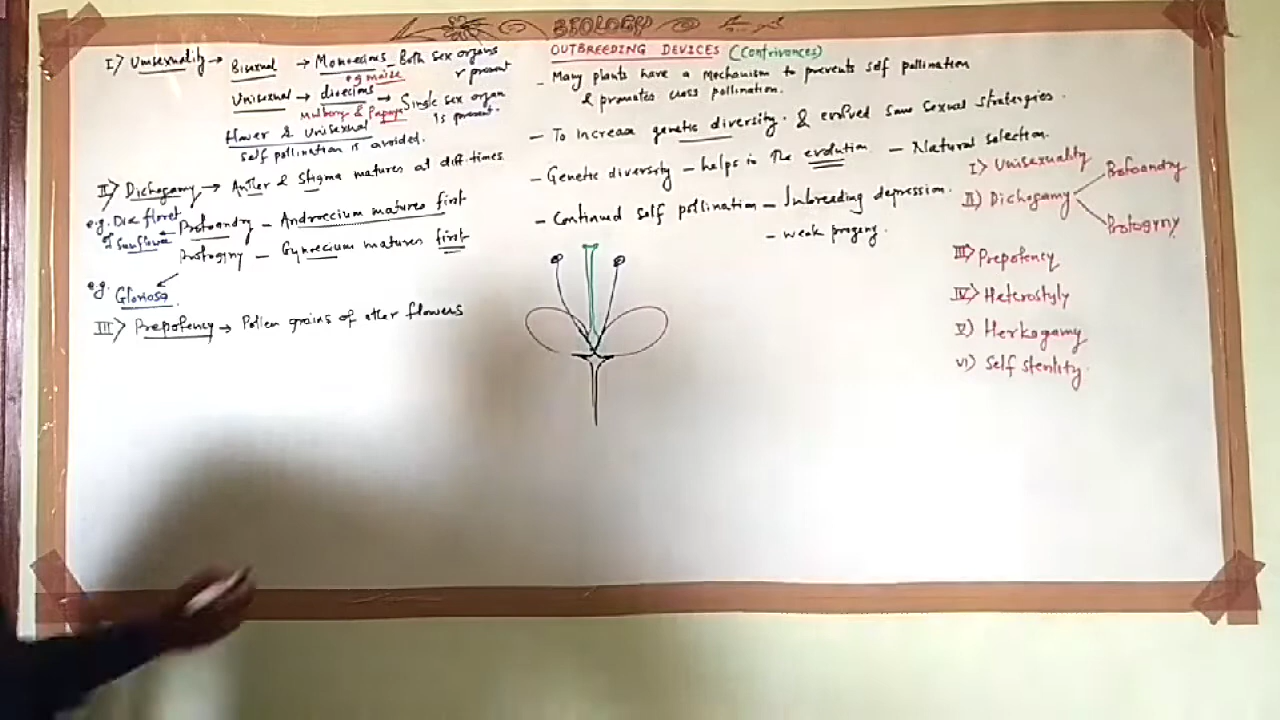 BIOLOGY
I) Unisexuality → Bisexual → Monoecious - Both sex organs
e.g maize r present
Unisexual → dioecious → Single sex organ
Mulberry & Papaya is present.
Flower & Unisexual
self pollination is avoided.
II) Dichogamy → Anther & Stigma matures at diff. times
e.g. Disc floret
of Sunflower ← Protoandry - Androecium matures first
Protogyny - Gynrecium matures first
e.g. Gloriosa
III) Prepotency → Pollen grains of other flowers
OUTBREEDING DEVICES (Contrivances)
- Many plants have a Mechanism to prevents self pollination
& promotes cross pollination.
- To increase genetic diversity. & evolved some sexual stratergies.
- Genetic diversity - helps in the evolution - Natural selection.
- Continued self pollination - Inbreeding depression.
- weak progeny.
I) Unisexuality
II) Dichogamy
Protoandry
Protogyny
III) Prepotency
IV) Heterostyly
V) Herkogamy
VI) Self sterility.